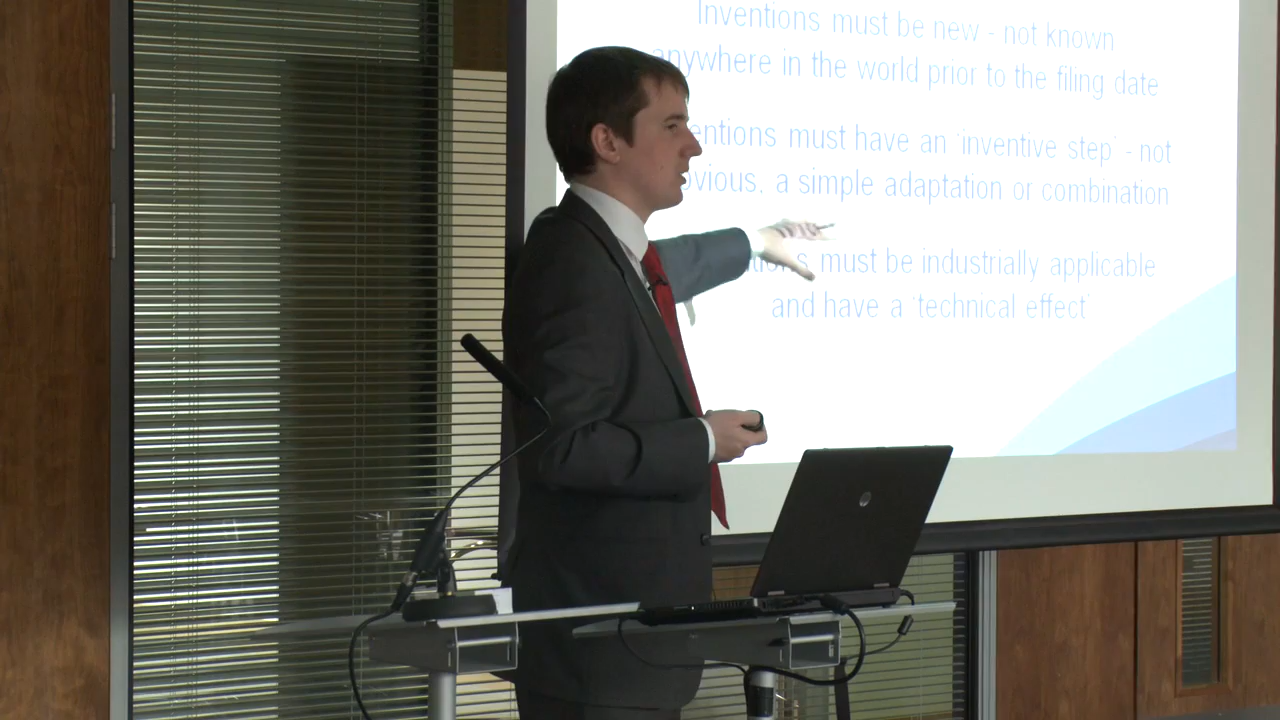 Inventions must be new - not known
anywhere in the world prior to the filing date
must have an 'inventive step' - not
a simple adaptation or combination
must be industrially applicable
and have a 'technical effect'